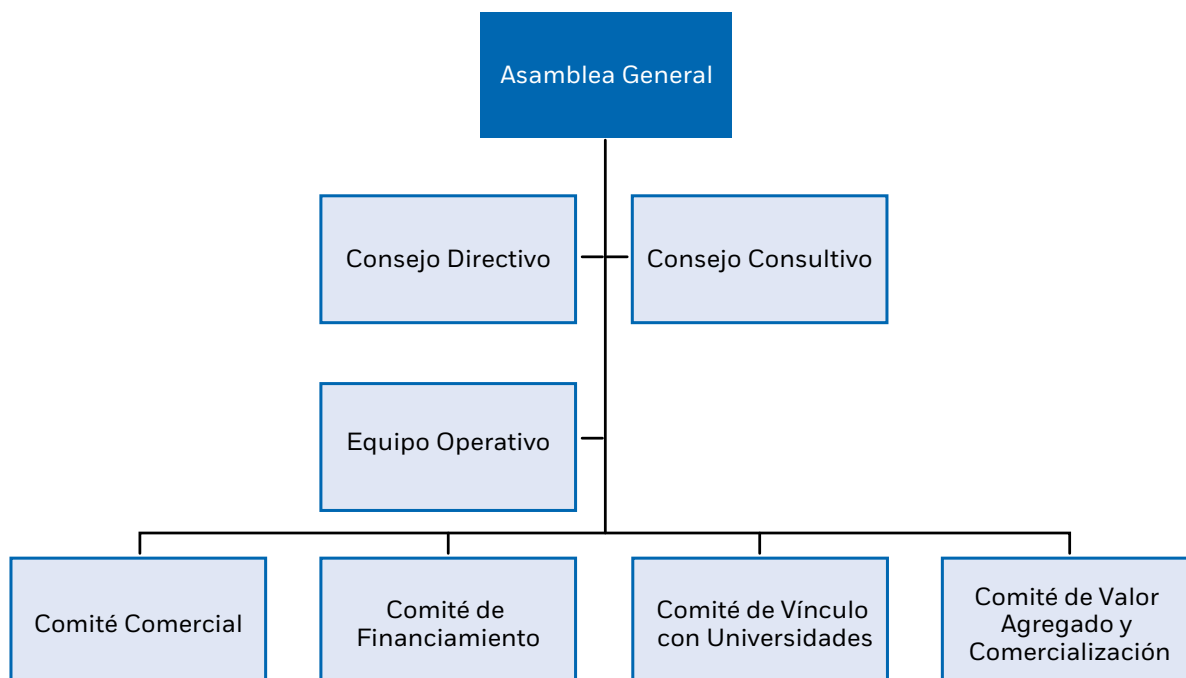 Asamblea General
Consejo Directivo
Consejo Consultivo
Equipo Operativo
Comité Comercial
Comité de
Financiamiento
Comité de Vínculo
con Universidades
Comité de Valor
Agregado y
Comercialización